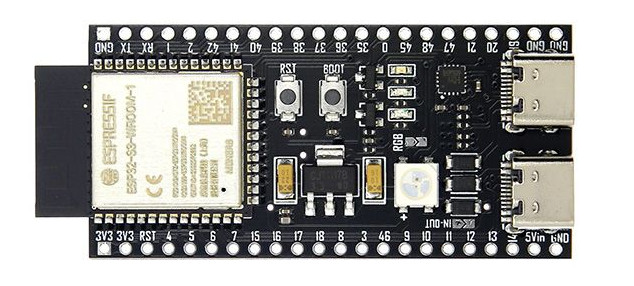 GND TX RX 1 2 42 41 40 39 38 37 36 35 0 45 48 47 21 20 19 GND GND
RST BOOT
ESPRESSIF
ESP32-S3-WROOM-1
CE
RGB
IN-OUT
3V3 3V3 RST 4 5 6 7 15 16 17 18 8 3 46 9 10 11 12 13 14 5Vin GND